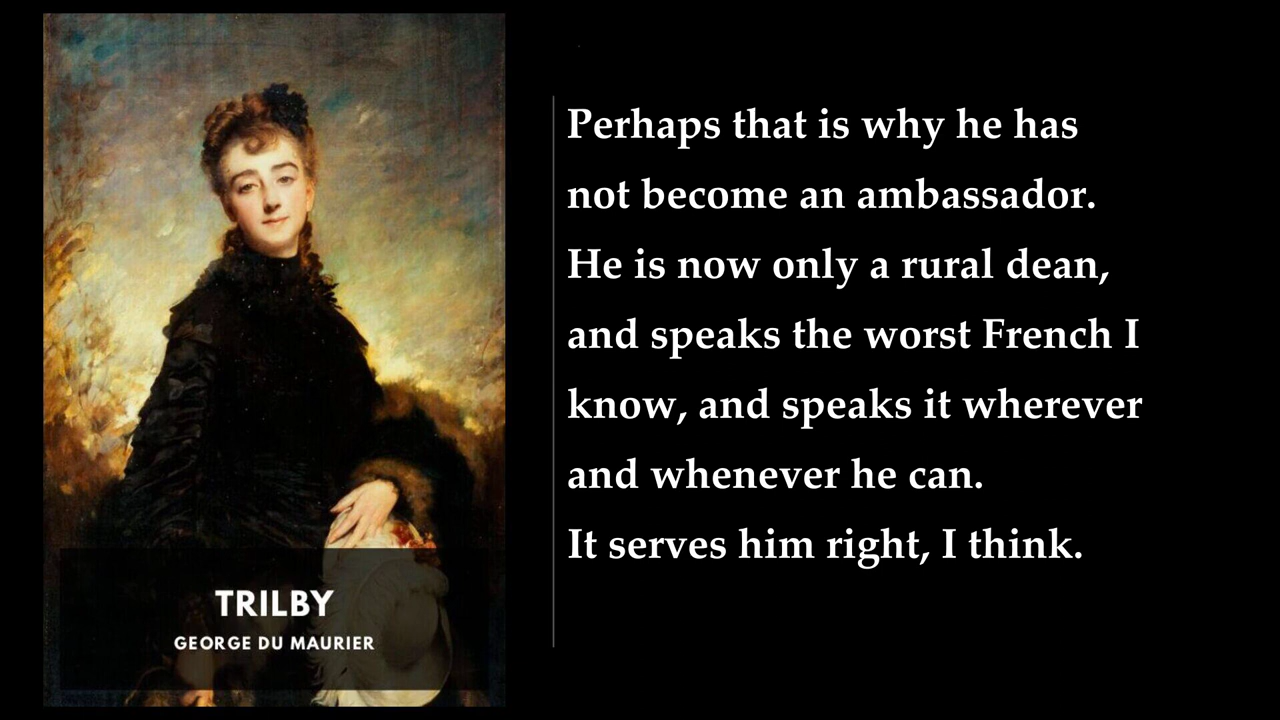 TRILBY
GEORGE DU MAURIER
Perhaps that is why he has
not become an ambassador.
He is now only a rural dean,
and speaks the worst French I
know, and speaks it wherever
and whenever he can.
It serves him right, I think.